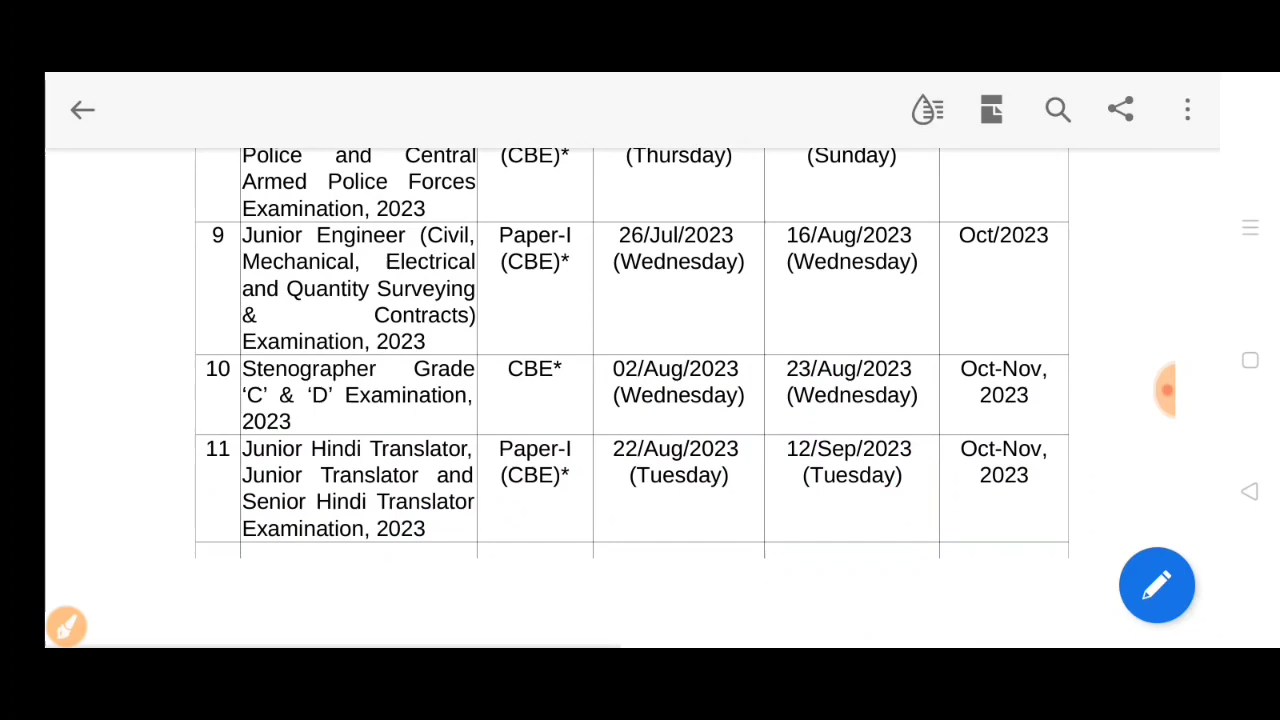 Police and Central (CBE)* (Thursday) (Sunday)
Armed Police Forces
Examination, 2023
9 Junior Engineer (Civil, Paper-I 26/Jul/2023 16/Aug/2023 Oct/2023
Mechanical, Electrical (CBE)* (Wednesday) (Wednesday)
and Quantity Surveying
& Contracts)
Examination, 2023
10 Stenographer Grade CBE* 02/Aug/2023 23/Aug/2023 Oct-Nov,
‘C’ & ‘D’ Examination, (Wednesday) (Wednesday) 2023
2023
11 Junior Hindi Translator, Paper-I 22/Aug/2023 12/Sep/2023 Oct-Nov,
Junior Translator and (CBE)* (Tuesday) (Tuesday) 2023
Senior Hindi Translator
Examination, 2023